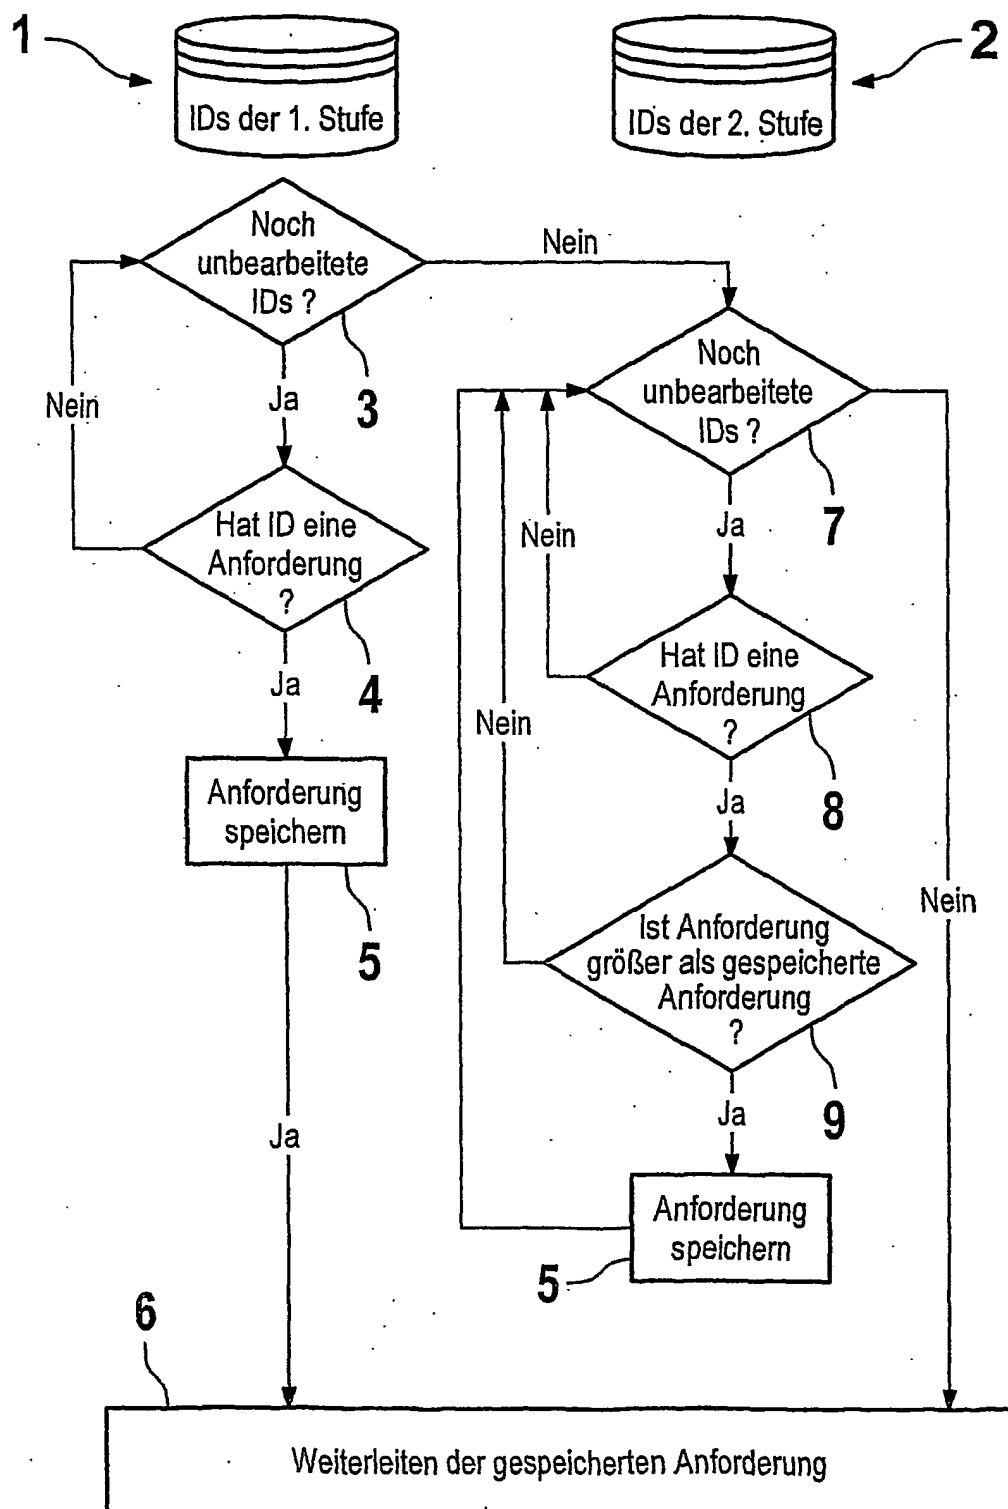 1
2
IDs der 1. Stufe
IDs der 2. Stufe
Noch
unbearbeitete
IDs ?
3
Nein
Nein
Ja
Hat ID eine
Anforderung
?
4
Ja
Anforderung
speichern
5
Ja
Noch
unbearbeitete
IDs ?
7
Nein
Ja
Hat ID eine
Anforderung
?
8
Nein
Ja
Ist Anforderung
größer als gespeicherte
Anforderung
?
9
Nein
Ja
Anforderung
speichern
5
6
Weiterleiten der gespeicherten Anforderung